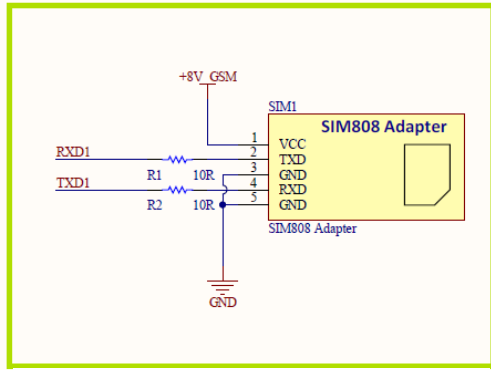 +8V_GSM
SIM1
SIM808 Adapter
1 VCC
RXD1 2 TXD
R1 10R 3 GND
TXD1 4 RXD
R2 10R 5 GND
SIM808 Adapter
GND